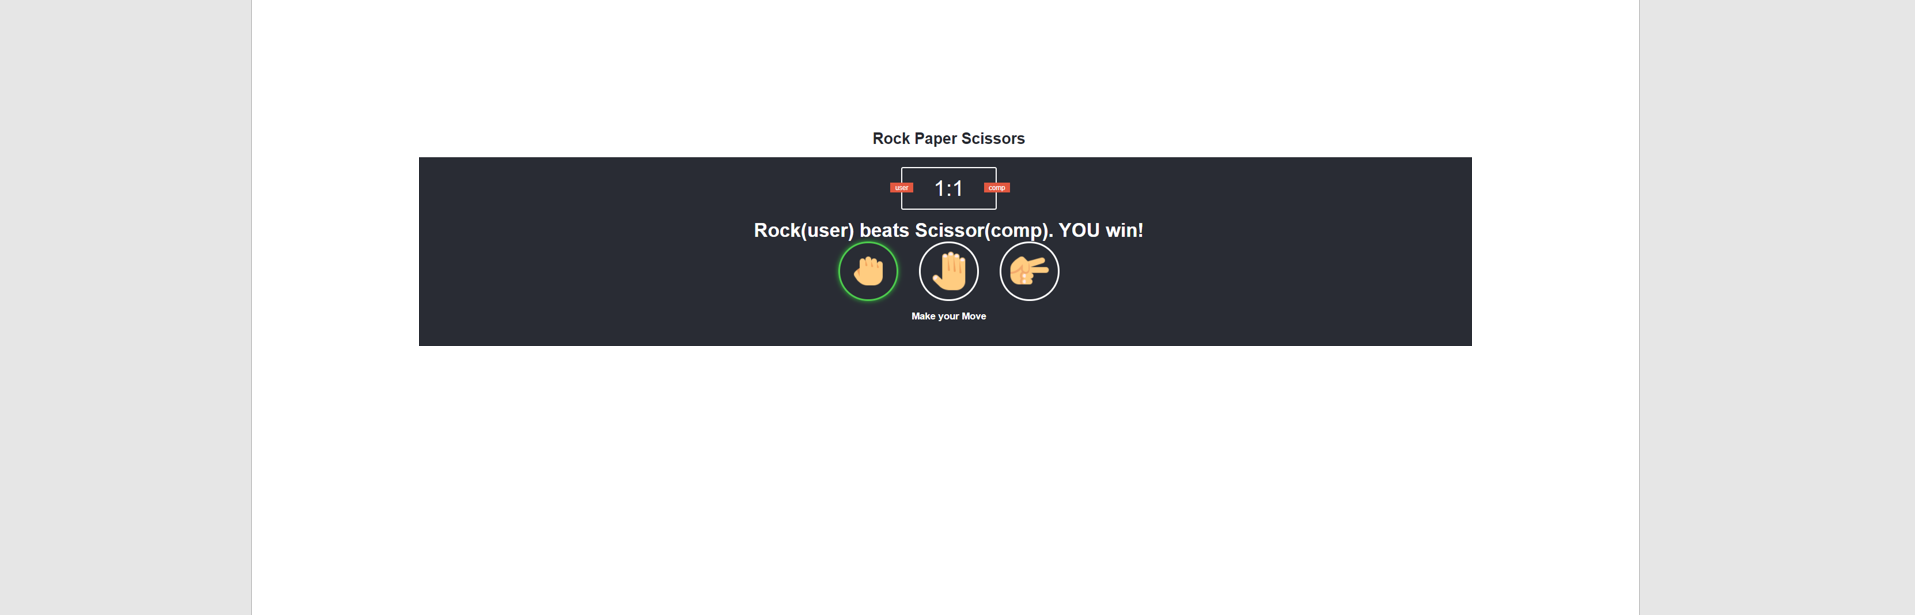 Rock Paper Scissors
user 1:1 comp
Rock(user) beats Scissor(comp). YOU win!
Make your Move